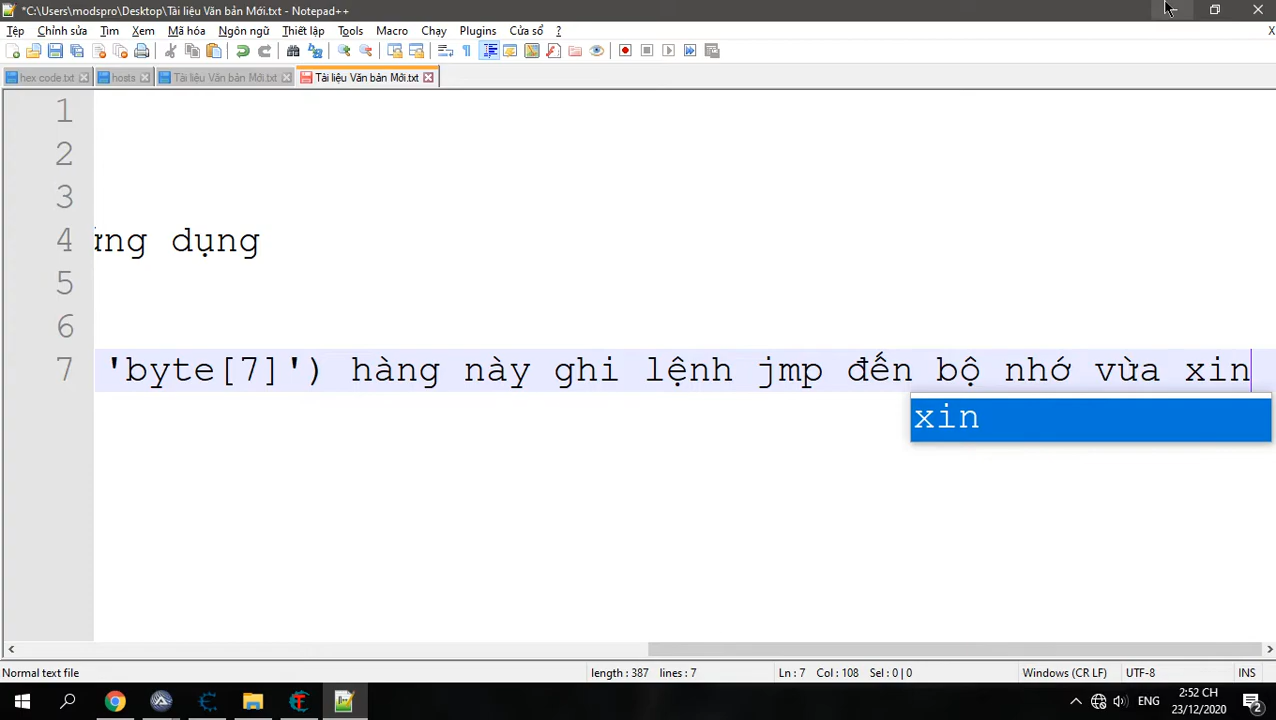 *C:\Users\modspro\Desktop\Tài liệu Văn bản Mới.txt - Notepad++
Tệp Chỉnh sửa Tìm Xem Mã hóa Ngôn ngữ Thiết lập Tools Macro Chạy Plugins Cửa sổ ? X
hex code.txt hosts Tài liệu Văn bản Mới.txt Tài liệu Văn bản Mới.txt
1
2
3
4 ứng dụng
5
6
7 'byte[7]') hàng này ghi lệnh jmp đến bộ nhớ vừa xin
xin
Normal text file length : 387 lines : 7 Ln : 7 Col : 108 Sel : 0 | 0 Windows (CR LF) UTF-8 INS
ENG 2:52 CH
23/12/2020 2